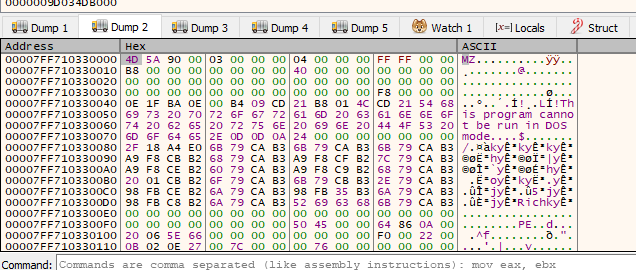 0000009D034DB000
Dump 1 Dump 2 Dump 3 Dump 4 Dump 5 Watch 1 [x=] Locals Struct
Address Hex ASCII
00007FF710330000 4D 5A 90 00 03 00 00 00 04 00 00 00 FF FF 00 00 MZ..........ÿÿ..
00007FF710330010 B8 00 00 00 00 00 00 00 40 00 00 00 00 00 00 00 ¸.......@.......
00007FF710330020 00 00 00 00 00 00 00 00 00 00 00 00 00 00 00 00 ................
00007FF710330030 00 00 00 00 00 00 00 00 00 00 00 00 F8 00 00 00 ............ø...
00007FF710330040 0E 1F BA 0E 00 B4 09 CD 21 B8 01 4C CD 21 54 68 ..º..´.Í!¸.LÍ!Th
00007FF710330050 69 73 20 70 72 6F 67 72 61 6D 20 63 61 6E 6E 6F is program canno
00007FF710330060 74 20 62 65 20 72 75 6E 20 69 6E 20 44 4F 53 20 t be run in DOS
00007FF710330070 6D 6F 64 65 2E 0D 0D 0A 24 00 00 00 00 00 00 00 mode....$.......
00007FF710330080 2F 18 A4 E0 6B 79 CA B3 6B 79 CA B3 6B 79 CA B3 /.¤àkyÊ³kyÊ³kyÊ³
00007FF710330090 A9 F8 CB B2 68 79 CA B3 A9 F8 CF B2 7C 79 CA B3 ©øË²hyÊ³©øÏ²|yÊ³
00007FF7103300A0 A9 F8 CE B2 60 79 CA B3 A9 F8 C9 B2 68 79 CA B3 ©øÎ²`yÊ³©øÉ²hyÊ³
00007FF7103300B0 20 01 CB B2 6F 79 CA B3 6B 79 CB B3 2E 79 CA B3 .Ë²oyÊ³kyË³.yÊ³
00007FF7103300C0 98 FB CE B2 6A 79 CA B3 98 FB 35 B3 6A 79 CA B3 .ûÎ²jyÊ³.û5³jyÊ³
00007FF7103300D0 98 FB C8 B2 6A 79 CA B3 52 69 63 68 6B 79 CA B3 .ûÈ²jyÊ³RichkyÊ³
00007FF7103300E0 00 00 00 00 00 00 00 00 00 00 00 00 00 00 00 00 ................
00007FF7103300F0 00 00 00 00 00 00 00 00 50 45 00 00 64 86 0A 00 ........PE..d...
00007FF710330100 20 06 5E 66 00 00 00 00 00 00 00 00 F0 00 22 00 .^f........ð.".
00007FF710330110 0B 02 0E 27 00 7C 00 00 00 76 00 00 00 00 00 00 ...'.|...v......
Command: Commands are comma separated (like assembly instructions): mov eax, ebx